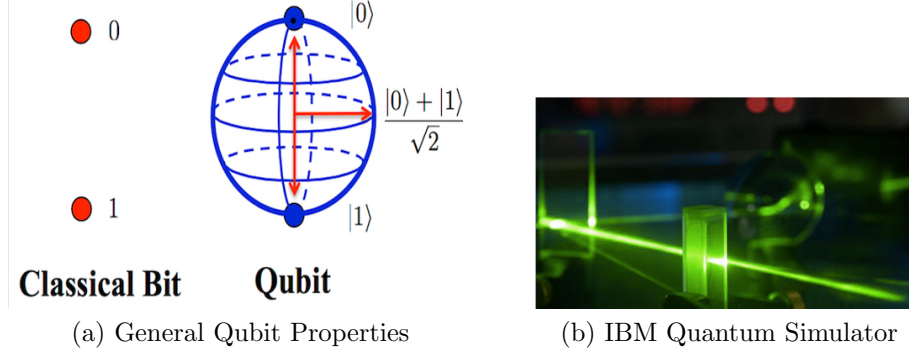 0
|0⟩
|0⟩ + |1⟩
√2
1
|1⟩
Classical Bit
Qubit
(a) General Qubit Properties
(b) IBM Quantum Simulator